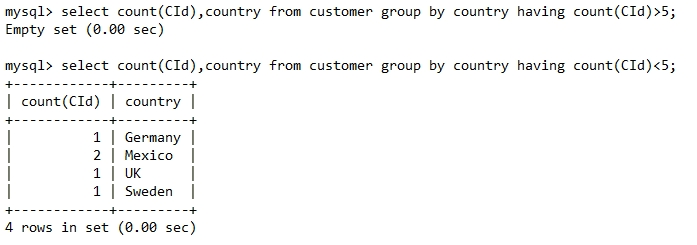 mysql> select count(CId),country from customer group by country having count(CId)>5;
Empty set (0.00 sec)
mysql> select count(CId),country from customer group by country having count(CId)<5;
+------------+---------+
| count(CId) | country |
+------------+---------+
|          1 | Germany |
|          2 | Mexico  |
|          1 | UK      |
|          1 | Sweden  |
+------------+---------+
4 rows in set (0.00 sec)